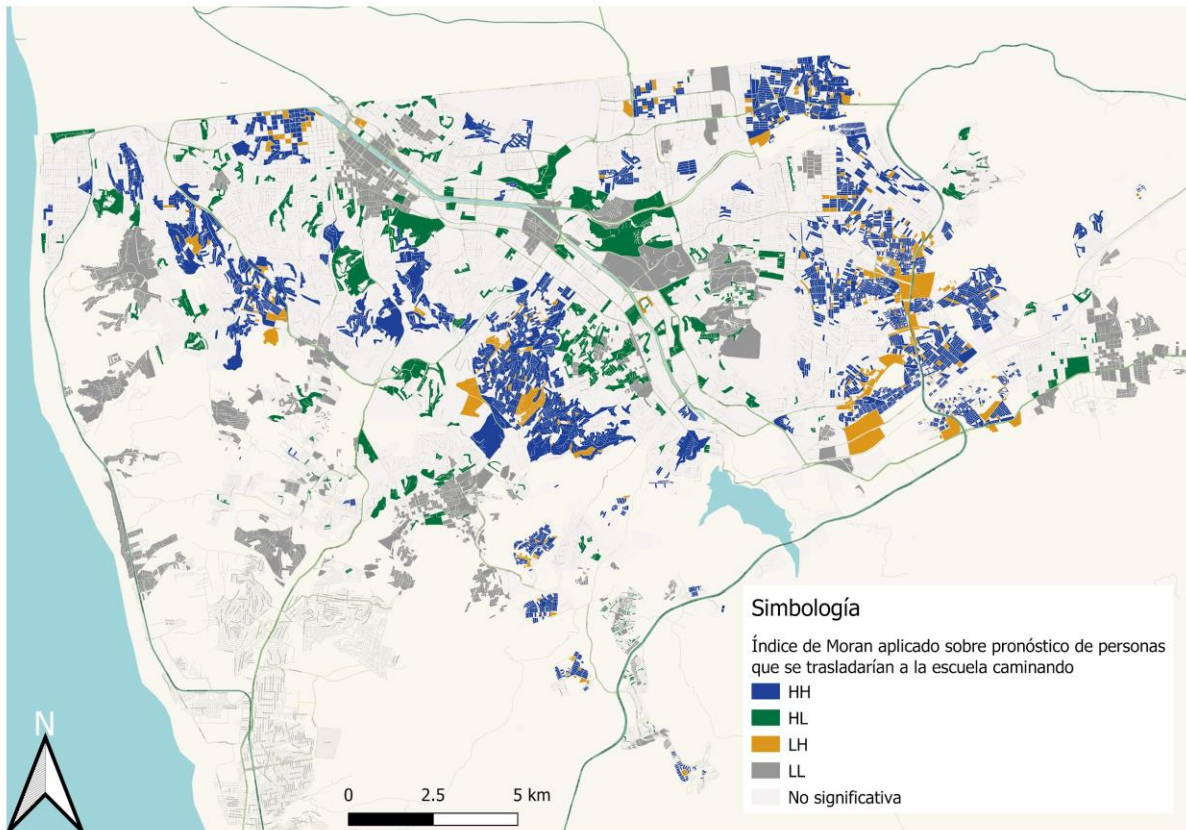 Simbología
Índice de Moran aplicado sobre pronóstico de personas
que se trasladarían a la escuela caminando
HH
HL
LH
LL
No significativa
N
0 2.5 5 km